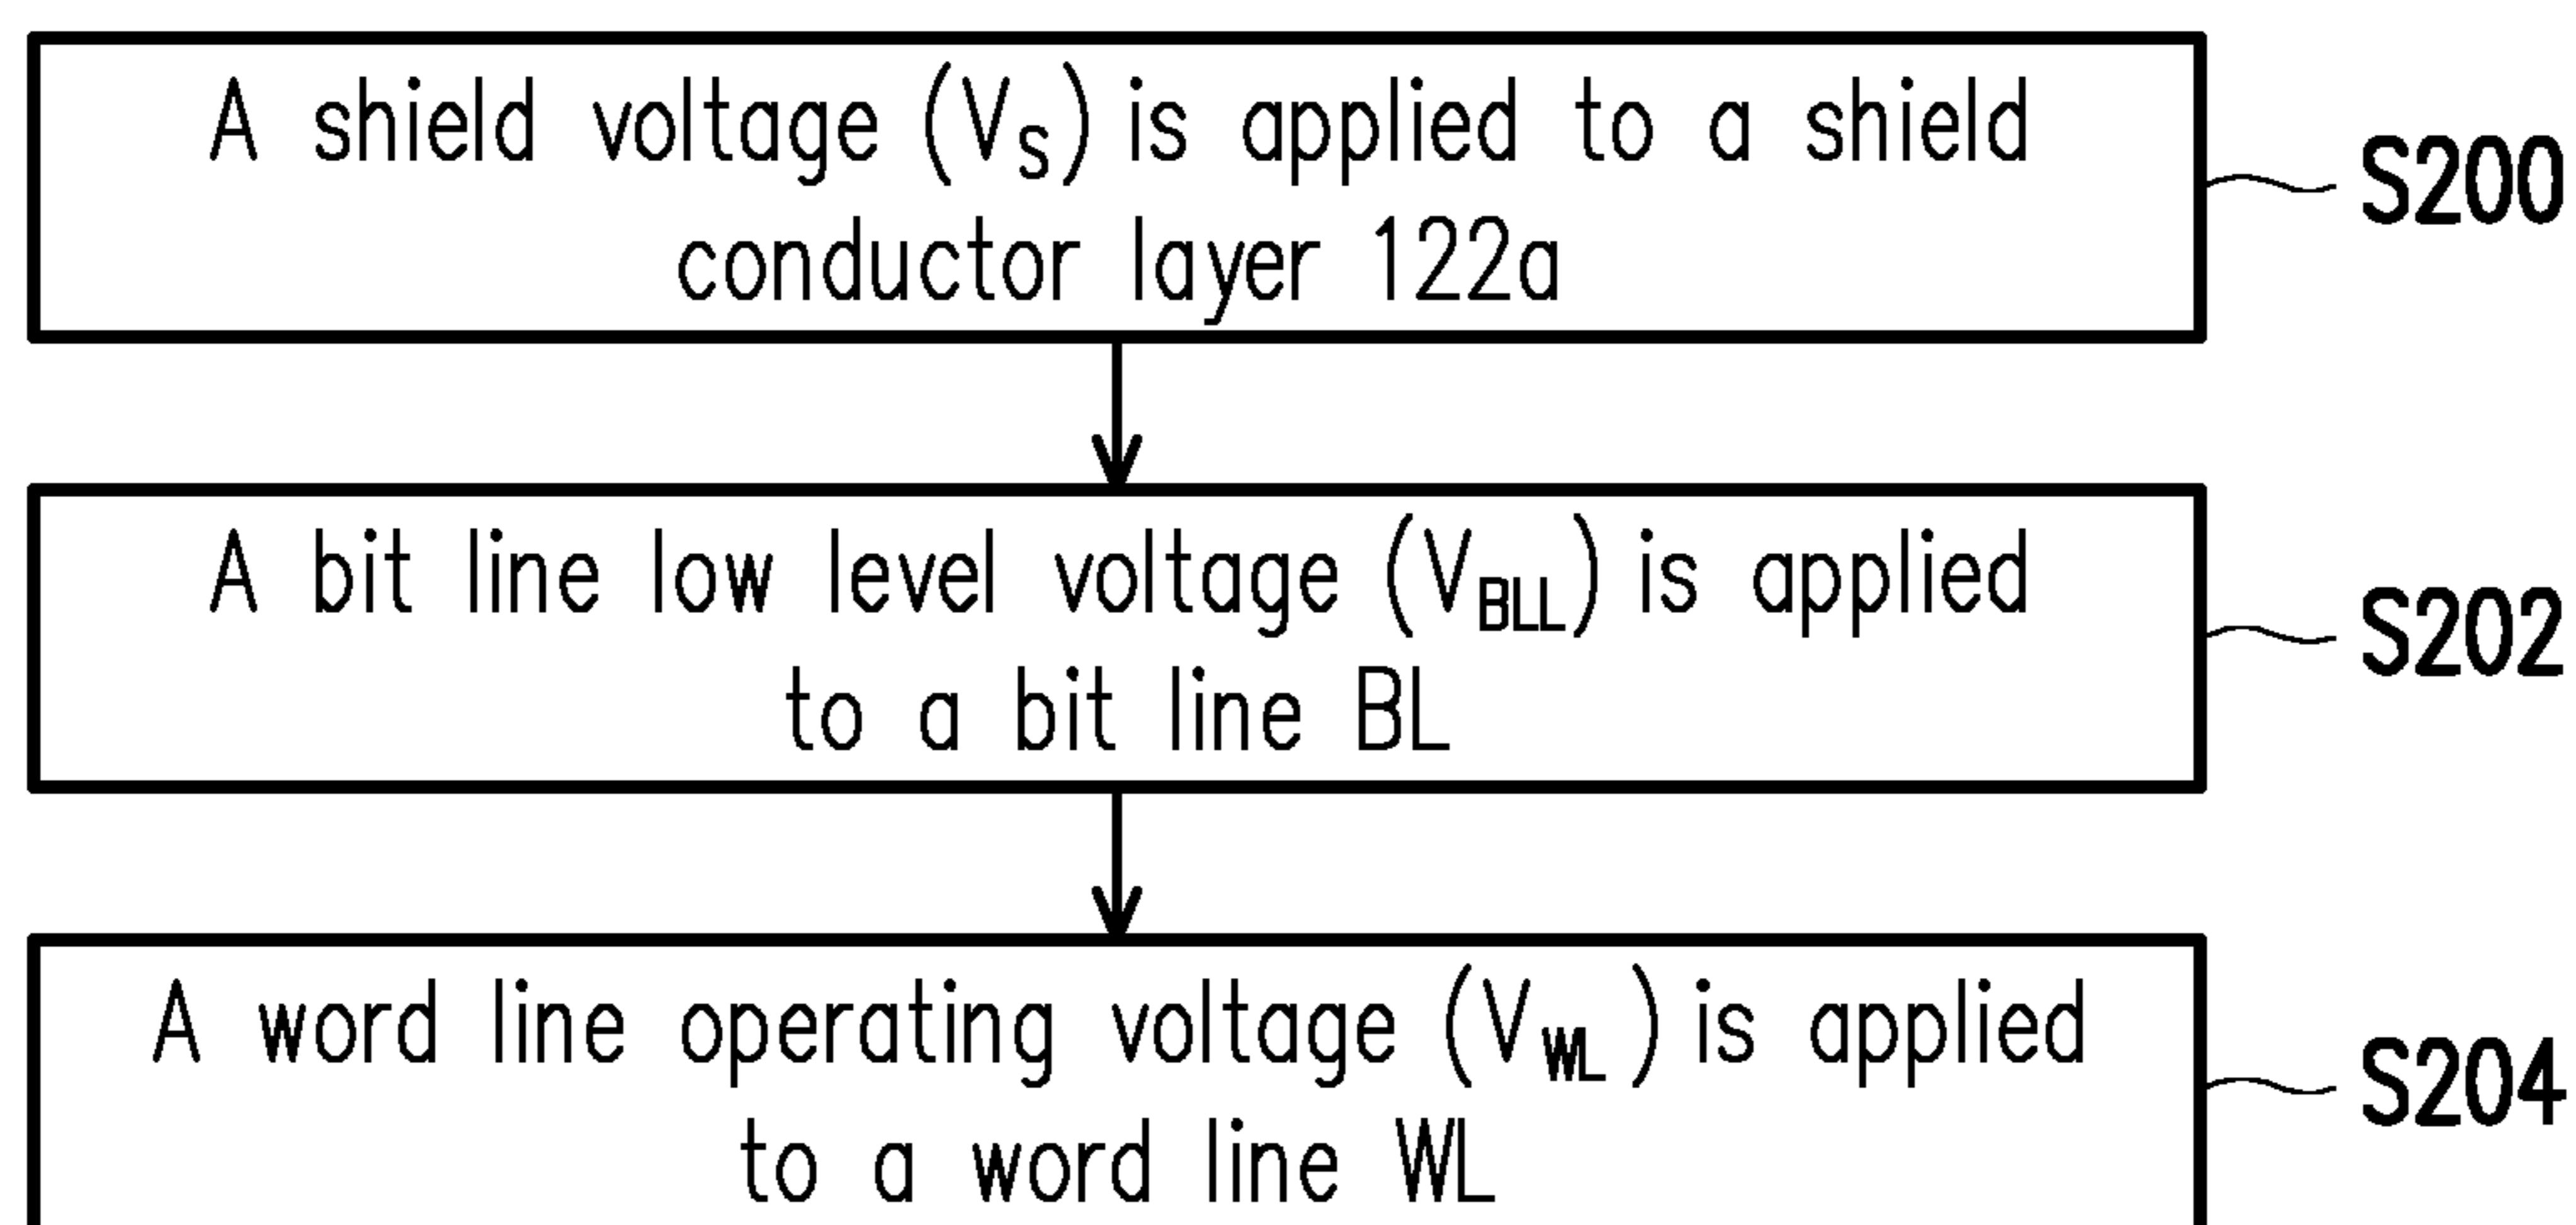 A shield voltage (VS) is applied to a shield
conductor layer 122a
S200
A bit line low level voltage (VBLL) is applied
to a bit line BL
S202
A word line operating voltage (VWL) is applied
to a word line WL
S204